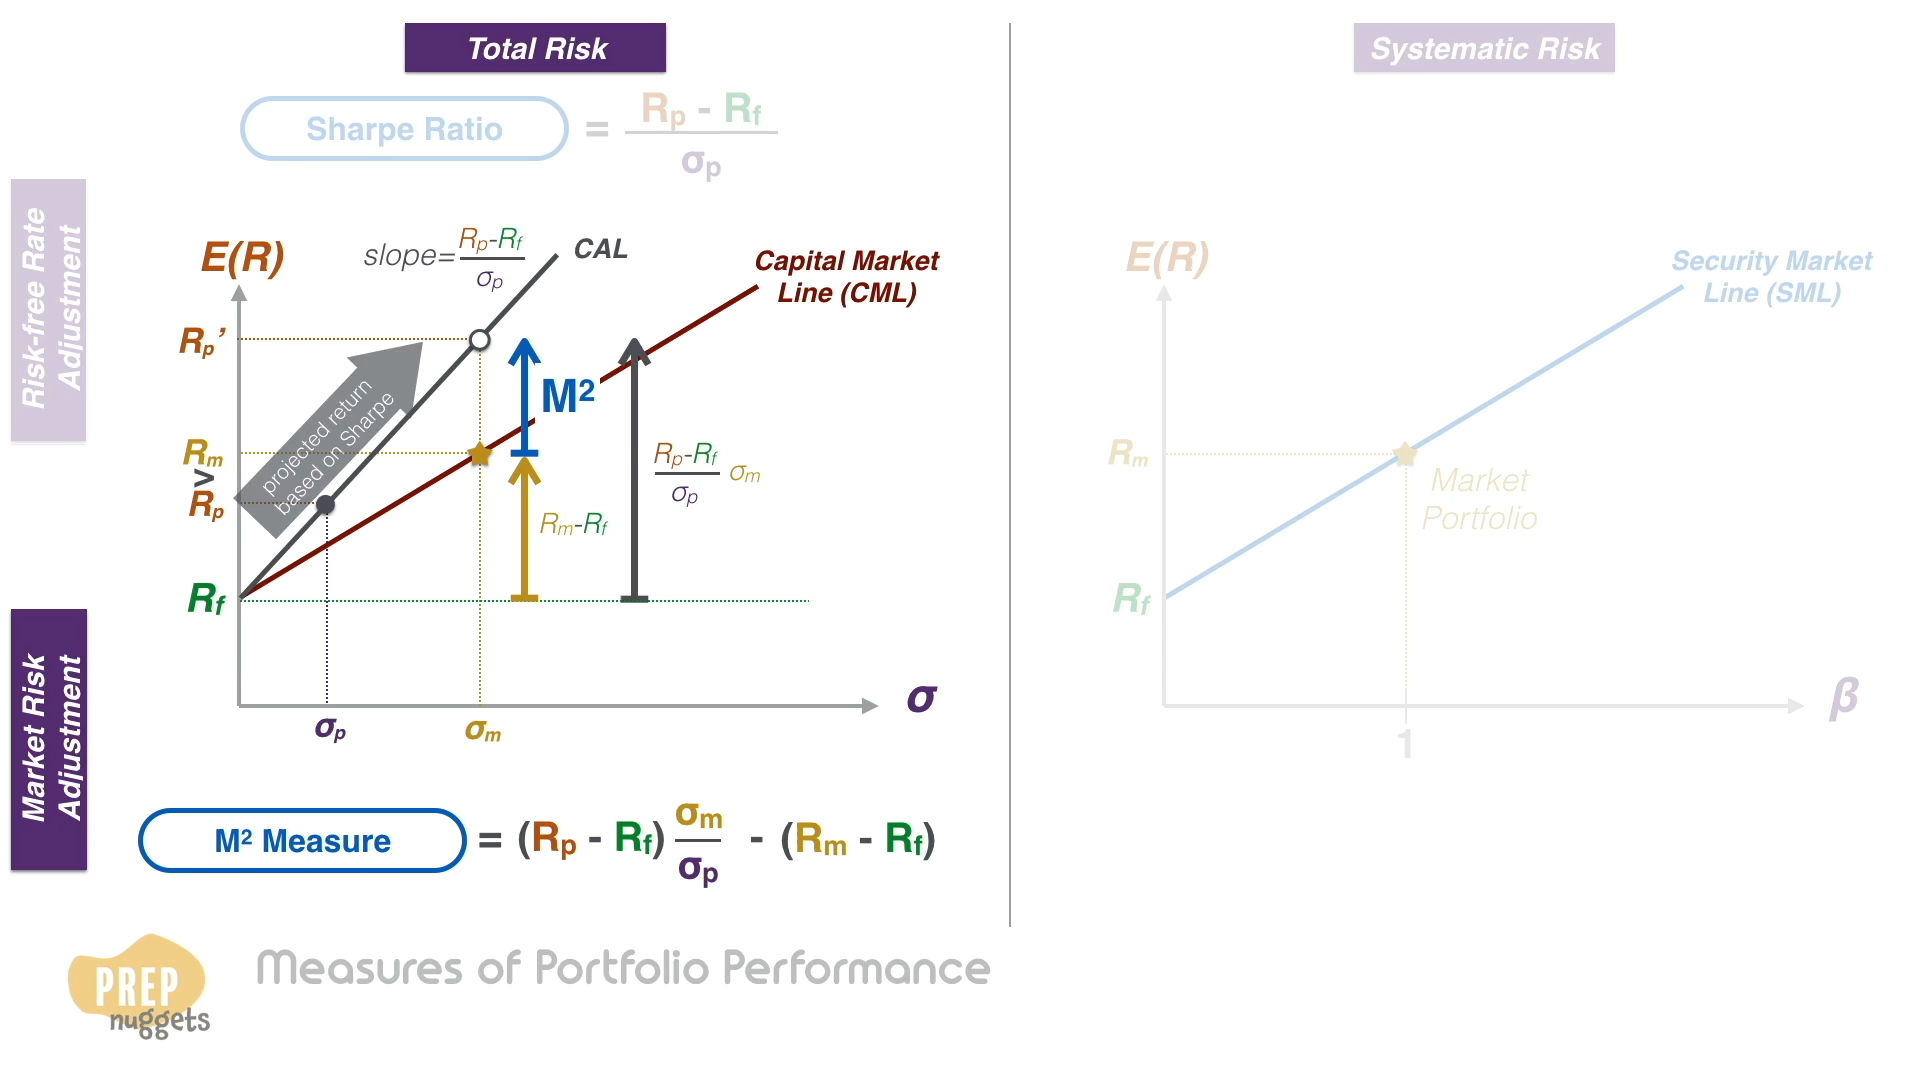 Total Risk
Systematic Risk
Sharpe Ratio = Rp - Rf
σp
Risk-free Rate
Adjustment
E(R)
slope= Rp-Rf
σp
CAL
Capital Market
Line (CML)
Rp’
M²
Rm
>
Rp
projected return
based on Sharpe
Rm-Rf
Rp-Rf
σp
σm
Rf
σ
σp
σm
E(R)
Security Market
Line (SML)
Rm
Market
Portfolio
Rf
β
1
Market Risk
Adjustment
M² Measure = (Rp - Rf) σm - (Rm - Rf)
σp
PREP
nuggets
Measures of Portfolio Performance